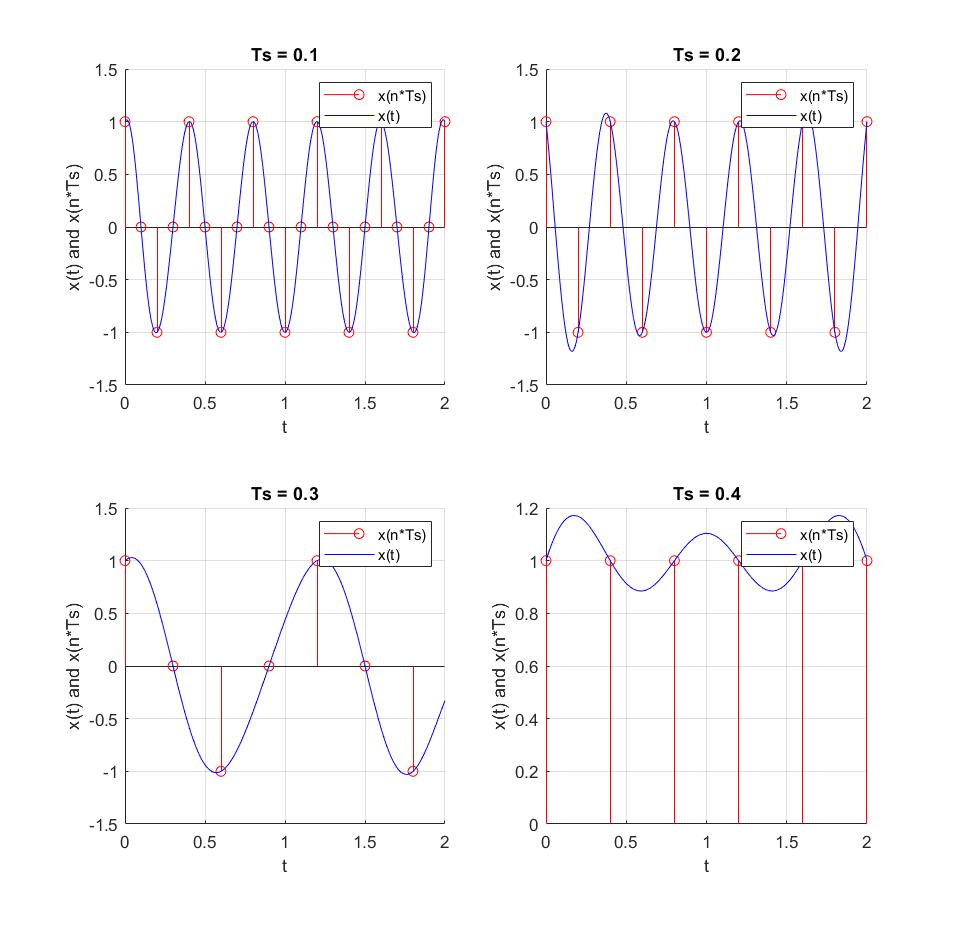 Ts = 0.1
1.5
1
0.5
0
-0.5
-1
-1.5
x(t) and x(n*Ts)
x(n*Ts)
x(t)
0 0.5 1 1.5 2
t
Ts = 0.2
1.5
1
0.5
0
-0.5
-1
-1.5
x(t) and x(n*Ts)
x(n*Ts)
x(t)
0 0.5 1 1.5 2
t
Ts = 0.3
1.5
1
0.5
0
-0.5
-1
-1.5
x(t) and x(n*Ts)
x(n*Ts)
x(t)
0 0.5 1 1.5 2
t
Ts = 0.4
1.2
1
0.8
0.6
0.4
0.2
0
x(t) and x(n*Ts)
x(n*Ts)
x(t)
0 0.5 1 1.5 2
t